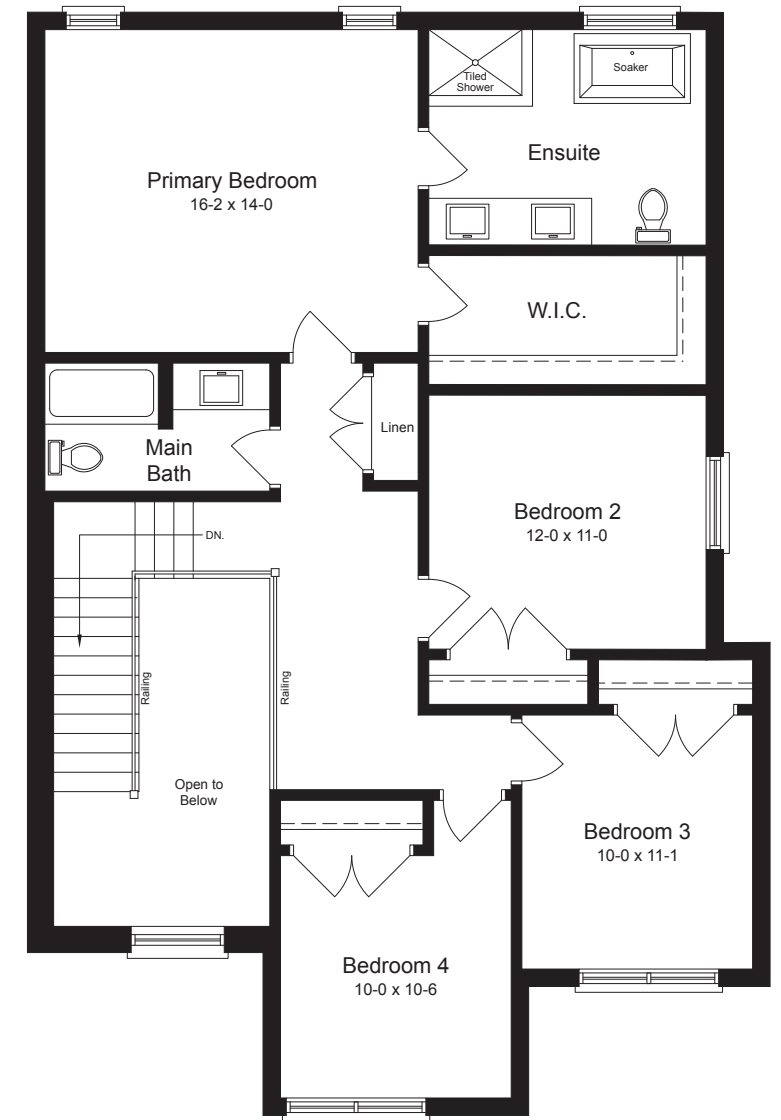 Tiled
Shower
Soaker
Ensuite
Primary Bedroom
16-2 x 14-0
W.I.C.
Linen
Main
Bath
Bedroom 2
12-0 x 11-0
DN.
Railing
Railing
Open to
Below
Bedroom 3
10-0 x 11-1
Bedroom 4
10-0 x 10-6